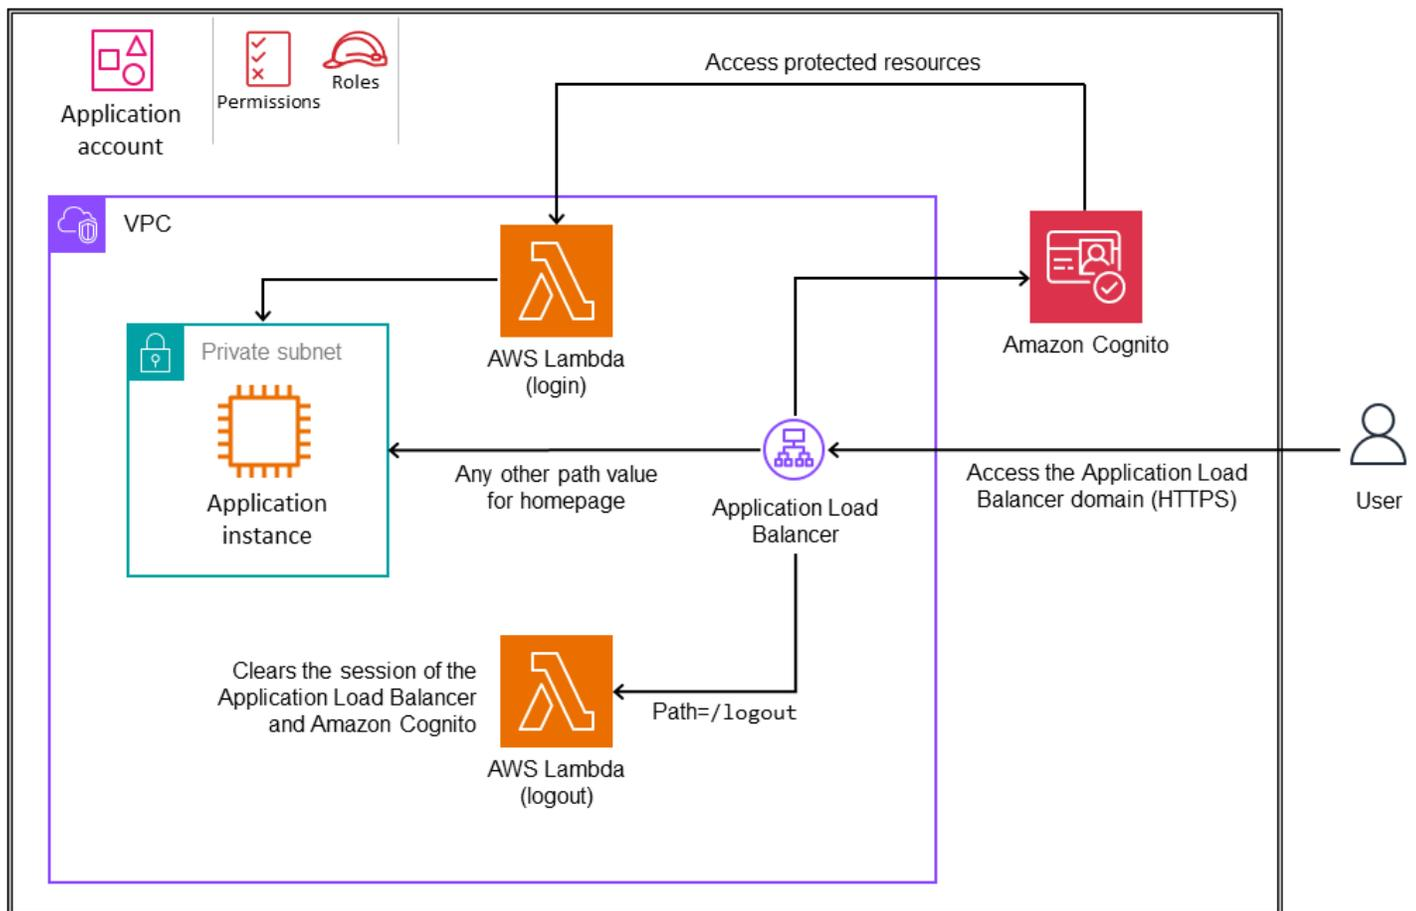 Application
account
Permissions
Roles
Access protected resources
VPC
AWS Lambda
(login)
Amazon Cognito
Private subnet
Application
instance
Any other path value
for homepage
Application Load
Balancer
Access the Application Load
Balancer domain (HTTPS)
User
Clears the session of the
Application Load Balancer
and Amazon Cognito
Path=/logout
AWS Lambda
(logout)